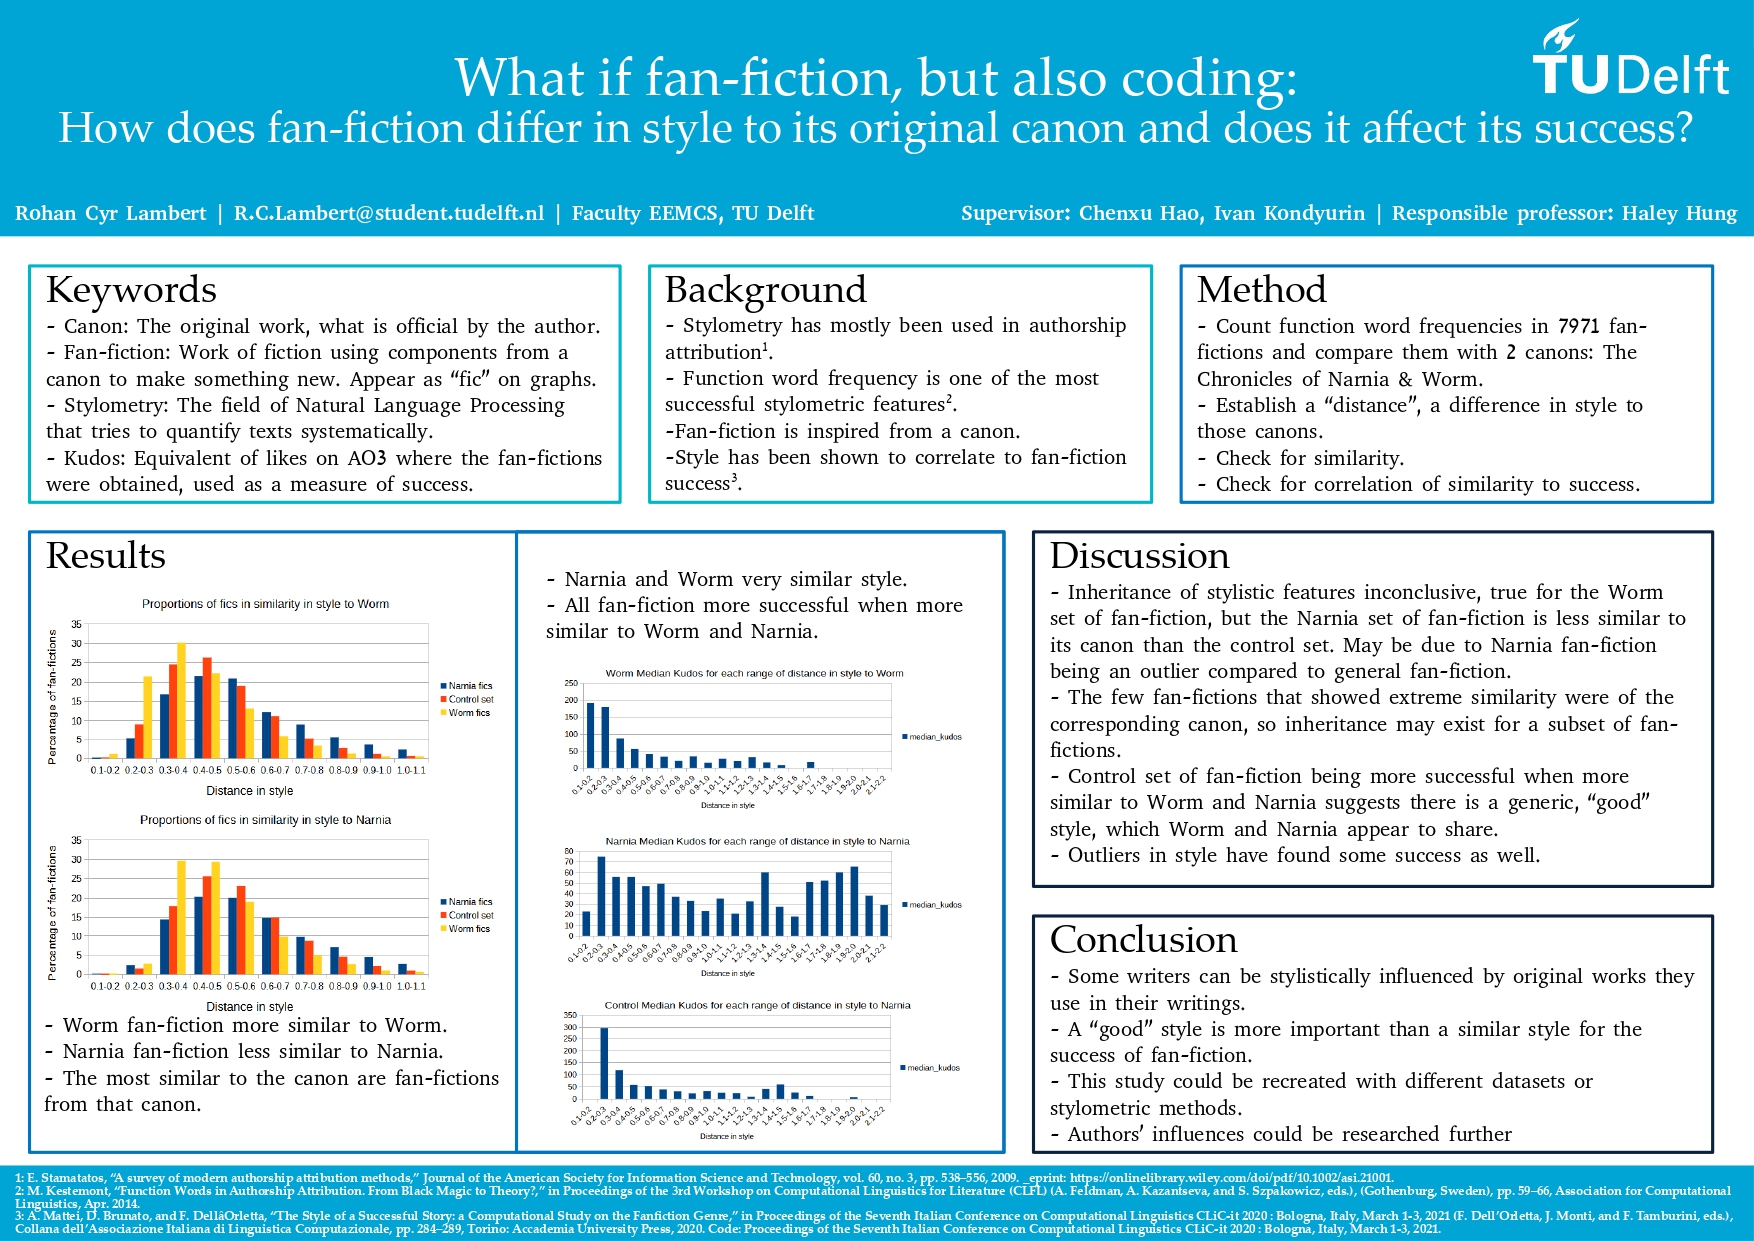 What if fan-fiction, but also coding:
How does fan-fiction differ in style to its original canon and does it affect its success?
TUDelft
Rohan Cyr Lambert | R.C.Lambert@student.tudelft.nl | Faculty EEMCS, TU Delft
Supervisor: Chenxu Hao, Ivan Kondyurin | Responsible professor: Haley Hung
Keywords
- Canon: The original work, what is official by the author.
- Fan-fiction: Work of fiction using components from a
canon to make something new. Appear as “fic” on graphs.
- Stylometry: The field of Natural Language Processing
that tries to quantify texts systematically.
- Kudos: Equivalent of likes on AO3 where the fan-fictions
were obtained, used as a measure of success.
Background
- Stylometry has mostly been used in authorship
attribution1.
- Function word frequency is one of the most
successful stylometric features2.
-Fan-fiction is inspired from a canon.
-Style has been shown to correlate to fan-fiction
success3.
Method
- Count function word frequencies in 7971 fan-
fictions and compare them with 2 canons: The
Chronicles of Narnia & Worm.
- Establish a “distance”, a difference in style to
those canons.
- Check for similarity.
- Check for correlation of similarity to success.
Results
Proportions of fics in similarity in style to Worm
Percentage of fan-fictions
35
30
25
20
15
10
5
0
0.1-0.2 0.2-0.3 0.3-0.4 0.4-0.5 0.5-0.6 0.6-0.7 0.7-0.8 0.8-0.9 0.9-1.0 1.0-1.1
Distance in style
Narnia fics
Control set
Worm fics
Proportions of fics in similarity in style to Narnia
Percentage of fan-fictions
35
30
25
20
15
10
5
0
0.1-0.2 0.2-0.3 0.3-0.4 0.4-0.5 0.5-0.6 0.6-0.7 0.7-0.8 0.8-0.9 0.9-1.0 1.0-1.1
Distance in style
Narnia fics
Control set
Worm fics
- Worm fan-fiction more similar to Worm.
- Narnia fan-fiction less similar to Narnia.
- The most similar to the canon are fan-fictions
from that canon.
- Narnia and Worm very similar style.
- All fan-fiction more successful when more
similar to Worm and Narnia.
Worm Median Kudos for each range of distance in style to Worm
250
200
150
100
50
0
0.1-0.2 0.2-0.3 0.3-0.4 0.4-0.5 0.5-0.6 0.6-0.7 0.7-0.8 0.8-0.9 0.9-1.0 1.0-1.1 1.1-1.2 1.2-1.3 1.3-1.4 1.4-1.5 1.5-1.6 1.6-1.7 1.7-1.8 1.8-1.9 1.9-2.0 2.0-2.1 2.1-2.2
Distance in style
median_kudos
Narnia Median Kudos for each range of distance in style to Narnia
80
70
60
50
40
30
20
10
0
0.1-0.2 0.2-0.3 0.3-0.4 0.4-0.5 0.5-0.6 0.6-0.7 0.7-0.8 0.8-0.9 0.9-1.0 1.0-1.1 1.1-1.2 1.2-1.3 1.3-1.4 1.4-1.5 1.5-1.6 1.6-1.7 1.7-1.8 1.8-1.9 1.9-2.0 2.0-2.1 2.1-2.2
Distance in style
median_kudos
Control Median Kudos for each range of distance in style to Narnia
350
300
250
200
150
100
50
0
0.1-0.2 0.2-0.3 0.3-0.4 0.4-0.5 0.5-0.6 0.6-0.7 0.7-0.8 0.8-0.9 0.9-1.0 1.0-1.1 1.1-1.2 1.2-1.3 1.3-1.4 1.4-1.5 1.5-1.6 1.6-1.7 1.7-1.8 1.8-1.9 1.9-2.0 2.0-2.1 2.1-2.2
Distance in style
median_kudos
Discussion
- Inheritance of stylistic features inconclusive, true for the Worm
set of fan-fiction, but the Narnia set of fan-fiction is less similar to
its canon than the control set. May be due to Narnia fan-fiction
being an outlier compared to general fan-fiction.
- The few fan-fictions that showed extreme similarity were of the
corresponding canon, so inheritance may exist for a subset of fan-
fictions.
- Control set of fan-fiction being more successful when more
similar to Worm and Narnia suggests there is a generic, “good”
style, which Worm and Narnia appear to share.
- Outliers in style have found some success as well.
Conclusion
- Some writers can be stylistically influenced by original works they
use in their writings.
- A “good” style is more important than a similar style for the
success of fan-fiction.
- This study could be recreated with different datasets or
stylometric methods.
- Authors’ influences could be researched further
1: E. Stamatatos, “A survey of modern authorship attribution methods,” Journal of the American Society for Information Science and Technology, vol. 60, no. 3, pp. 538–556, 2009. _eprint: https://onlinelibrary.wiley.com/doi/pdf/10.1002/asi.21001.
2: M. Kestemont, “Function Words in Authorship Attribution. From Black Magic to Theory?,” in Proceedings of the 3rd Workshop on Computational Linguistics for Literature (CLFL) (A. Feldman, A. Kazantseva, and S. Szpakowicz, eds.), (Gothenburg, Sweden), pp. 59–66, Association for Computational
Linguistics, Apr. 2014.
3: A. Mattei, D. Brunato, and F. DellâOrletta, “The Style of a Successful Story: a Computational Study on the Fanfiction Genre,” in Proceedings of the Seventh Italian Conference on Computational Linguistics CLiC-it 2020 : Bologna, Italy, March 1-3, 2021 (F. Dell’Orletta, J. Monti, and F. Tamburini, eds.),
Collana dell’Associazione Italiana di Linguistica Computazionale, pp. 284–289, Torino: Accademia University Press, 2020. Code: Proceedings of the Seventh Italian Conference on Computational Linguistics CLiC-it 2020 : Bologna, Italy, March 1-3, 2021.